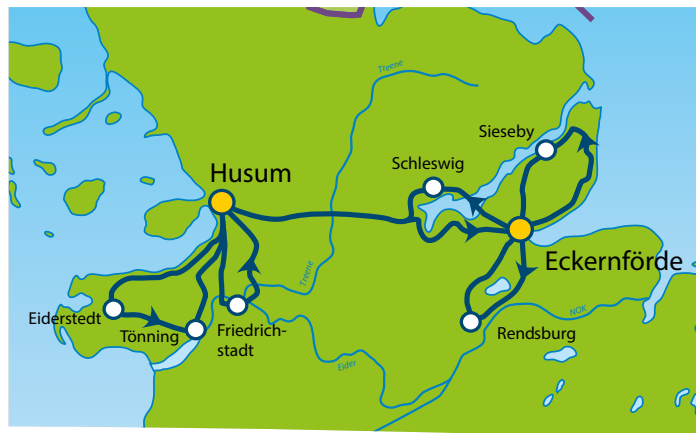 Treene
Sieseby
Schleswig
Husum
Eckernförde
Treene
Eiderstedt
Tönning
Friedrich-
stadt
NOK
Rendsburg
Eider